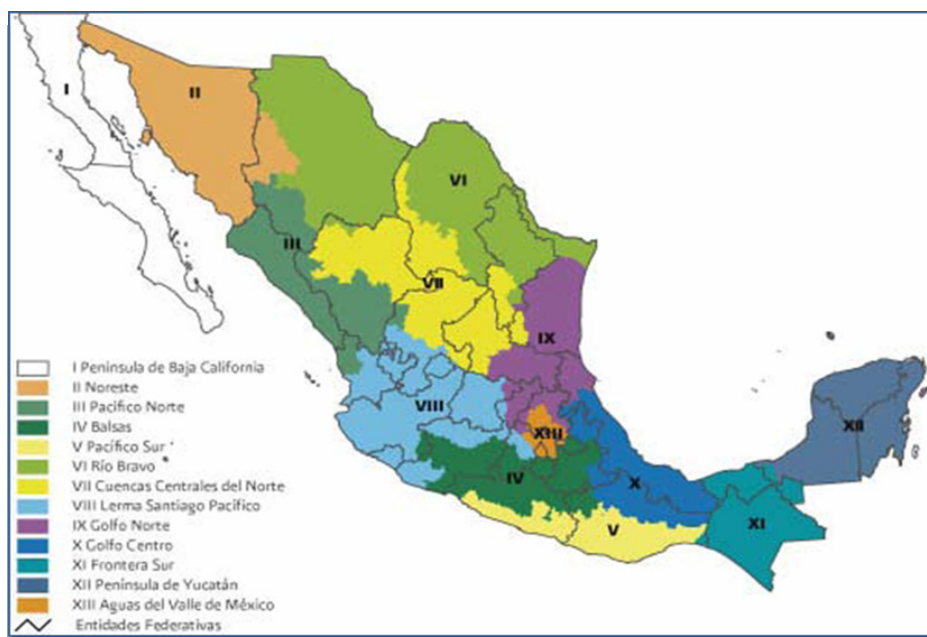 I
II
VI
III
VII
IX
VIII
XIII
XII
IV
X
V
XI
I Península de Baja California
II Noreste
III Pacífico Norte
IV Balsas
V Pacífico Sur
VI Río Bravo
VII Cuencas Centrales del Norte
VIII Lerma Santiago Pacífico
IX Golfo Norte
X Golfo Centro
XI Frontera Sur
XII Península de Yucatán
XIII Aguas del Valle de México
Entidades Federativas